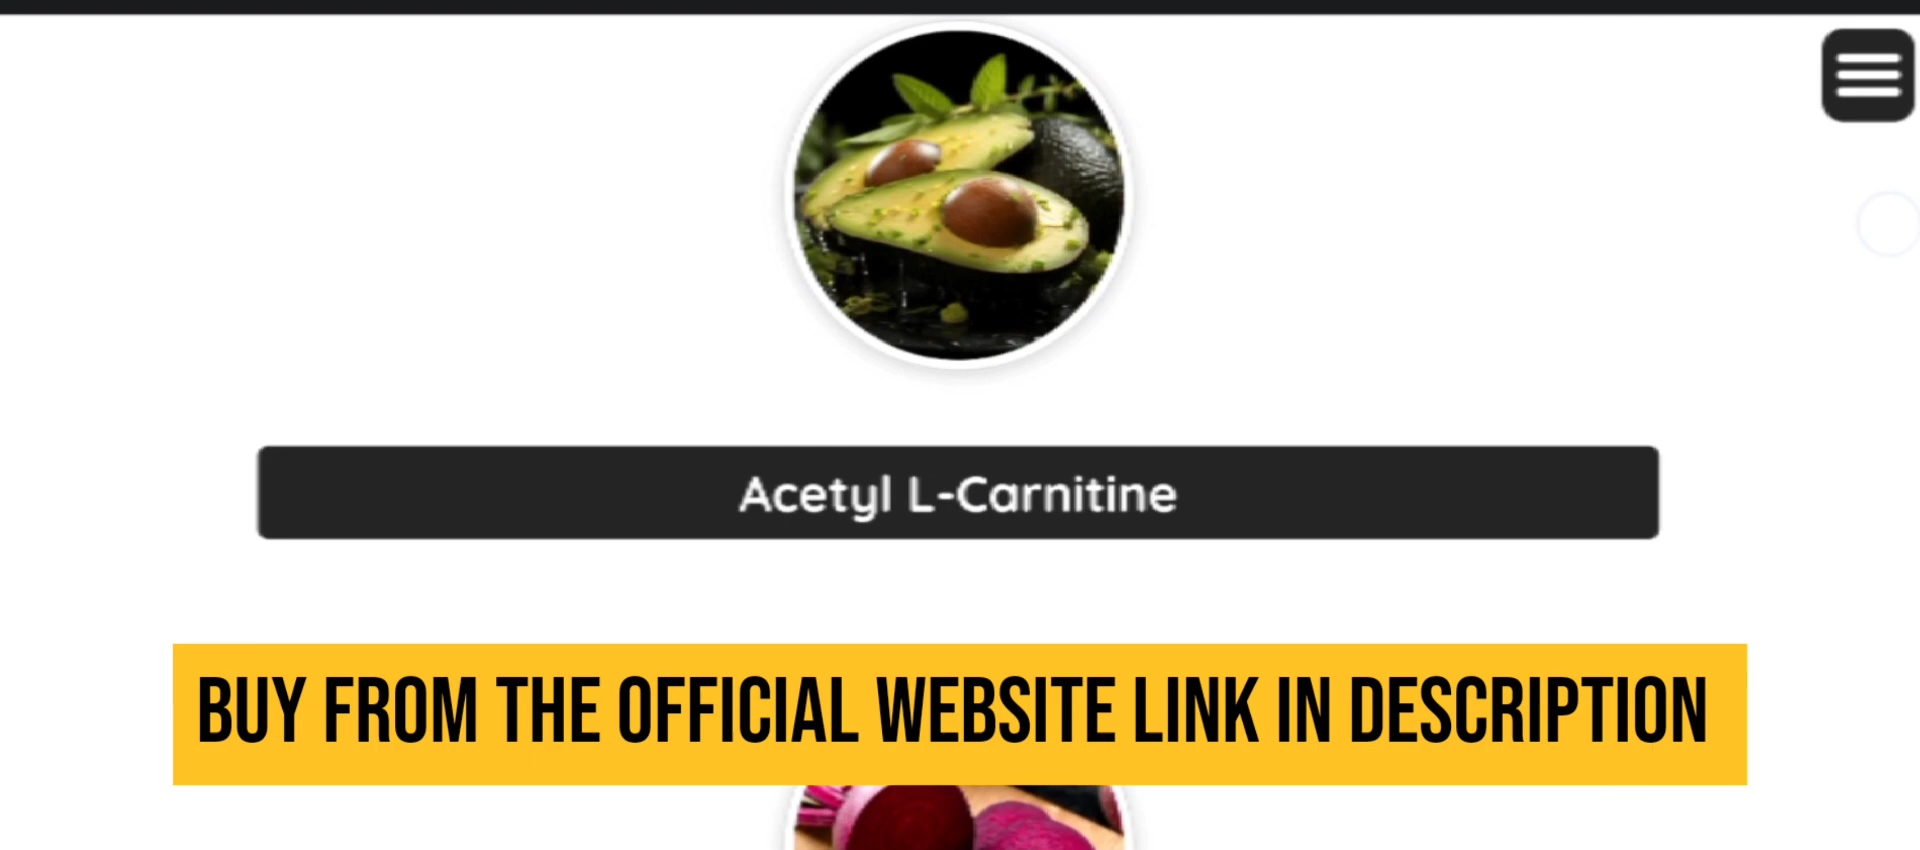 Acetyl L-Carnitine
BUY FROM THE OFFICIAL WEBSITE LINK IN DESCRIPTION